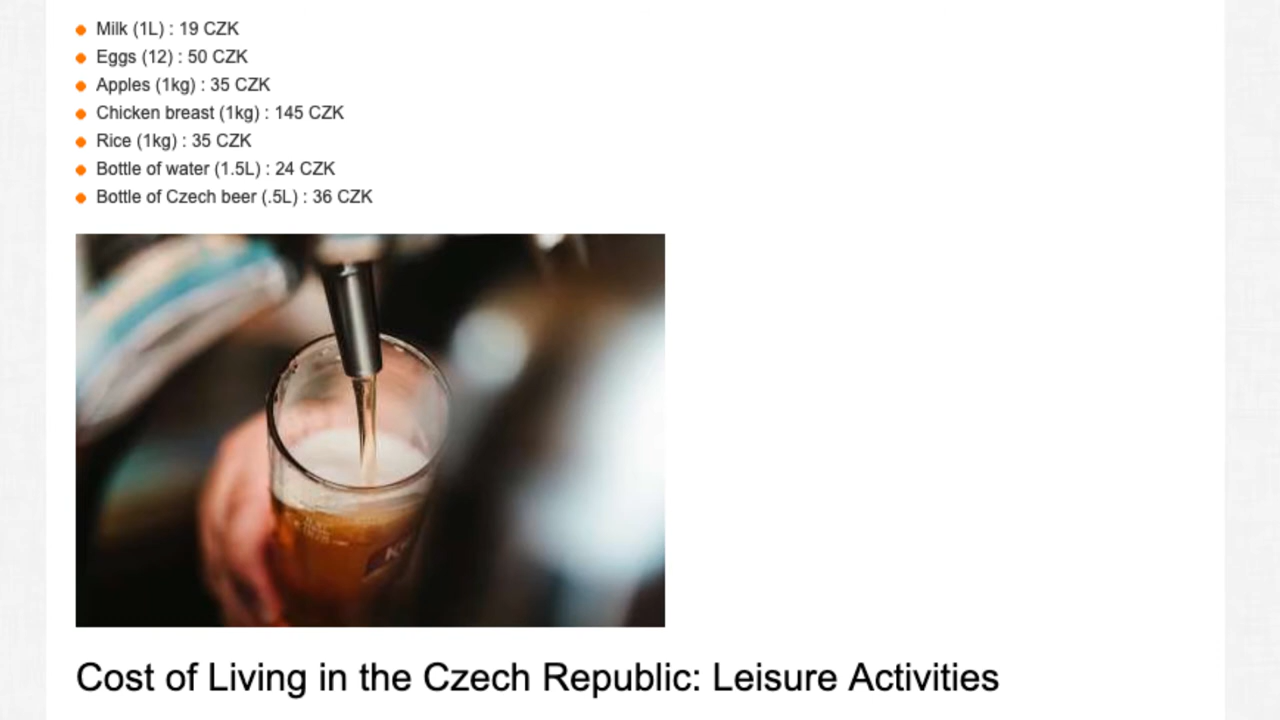 Milk (1L) : 19 CZK
Eggs (12) : 50 CZK
Apples (1kg) : 35 CZK
Chicken breast (1kg) : 145 CZK
Rice (1kg) : 35 CZK
Bottle of water (1.5L) : 24 CZK
Bottle of Czech beer (.5L) : 36 CZK
Cost of Living in the Czech Republic: Leisure Activities